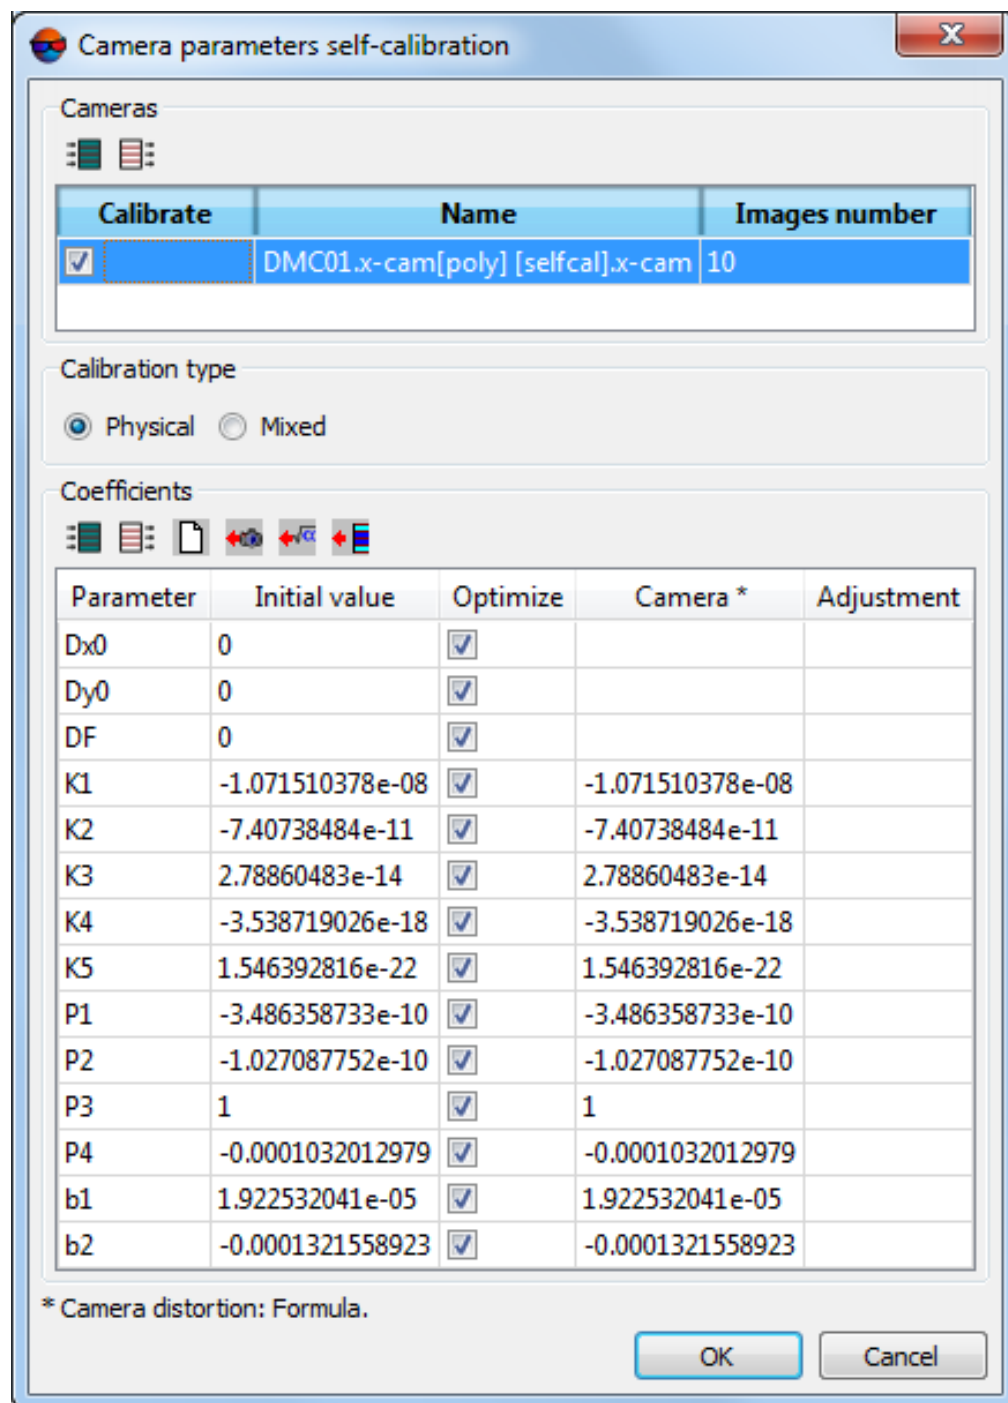 Camera parameters self-calibration
Cameras
Calibrate Name Images number
DMC01.x-cam[poly] [selfcal].x-cam 10
Calibration type
Physical Mixed
Coefficients
Parameter Initial value Optimize Camera * Adjustment
Dx0 0
Dy0 0
DF 0
K1 -1.071510378e-08 -1.071510378e-08
K2 -7.40738484e-11 -7.40738484e-11
K3 2.78860483e-14 2.78860483e-14
K4 -3.538719026e-18 -3.538719026e-18
K5 1.546392816e-22 1.546392816e-22
P1 -3.486358733e-10 -3.486358733e-10
P2 -1.027087752e-10 -1.027087752e-10
P3 1 1
P4 -0.0001032012979 -0.0001032012979
b1 1.922532041e-05 1.922532041e-05
b2 -0.0001321558923 -0.0001321558923
* Camera distortion: Formula.
OK Cancel